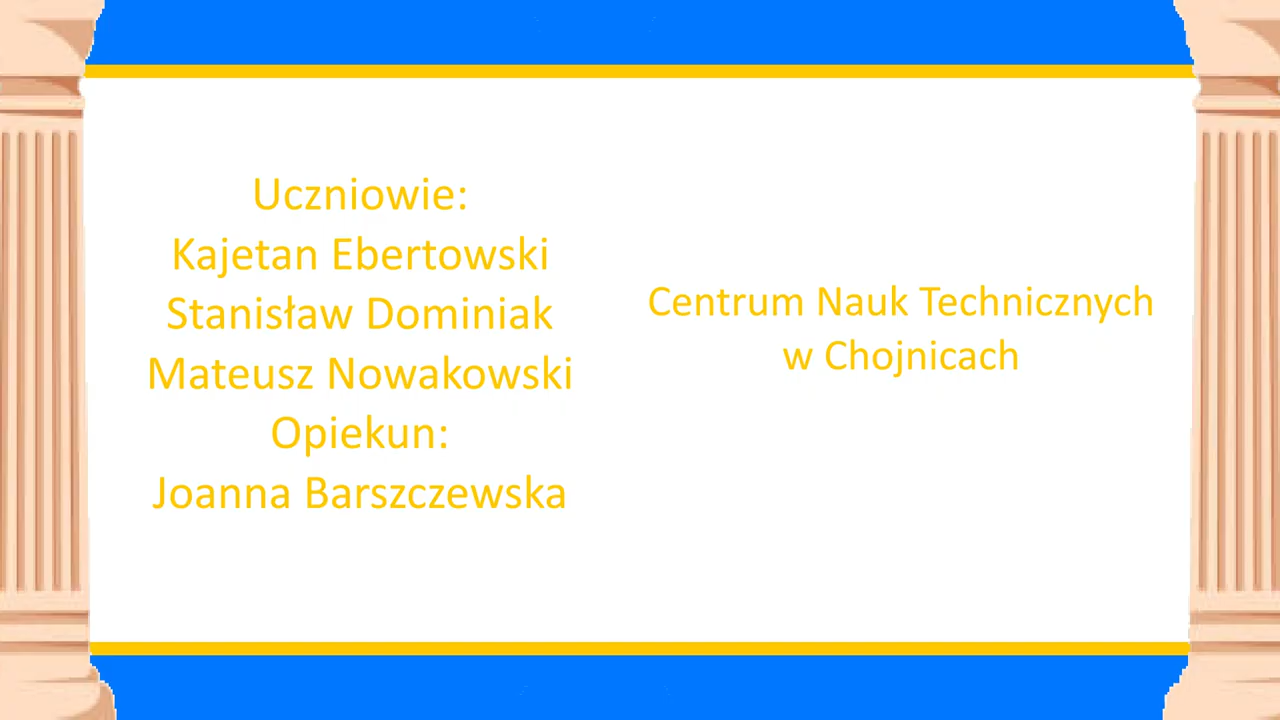 Uczniowie:
Kajetan Ebertowski
Stanisław Dominiak
Mateusz Nowakowski
Opiekun:
Joanna Barszczewska
Centrum Nauk Technicznych
w Chojnicach